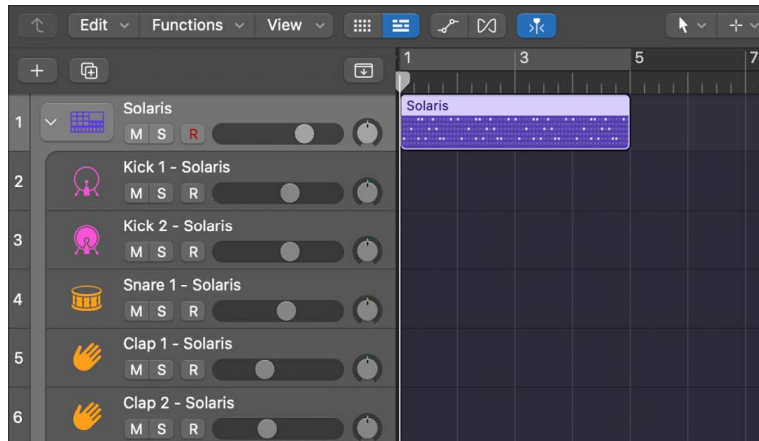 Edit Functions View
1 3 5 7
1 Solaris
M S R
Solaris
2 Kick 1 - Solaris
M S R
3 Kick 2 - Solaris
M S R
4 Snare 1 - Solaris
M S R
5 Clap 1 - Solaris
M S R
6 Clap 2 - Solaris
M S R